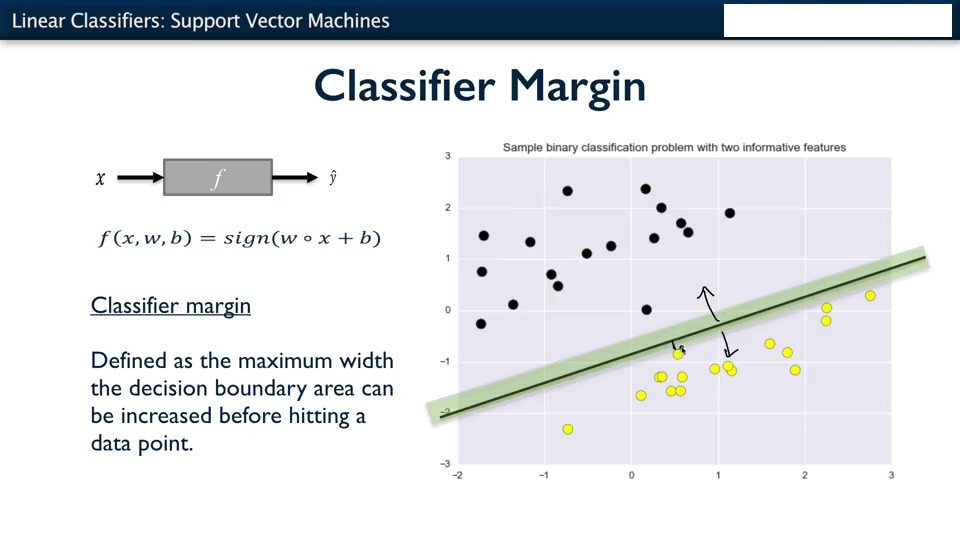 Linear Classifiers: Support Vector Machines
Classifier Margin
x f ŷ
f(x, w, b) = sign(w ∘ x + b)
Classifier margin
Defined as the maximum width
the decision boundary area can
be increased before hitting a
data point.
Sample binary classification problem with two informative features
3
2
1
0
−1
−2
−3
−2 −1 0 1 2 3